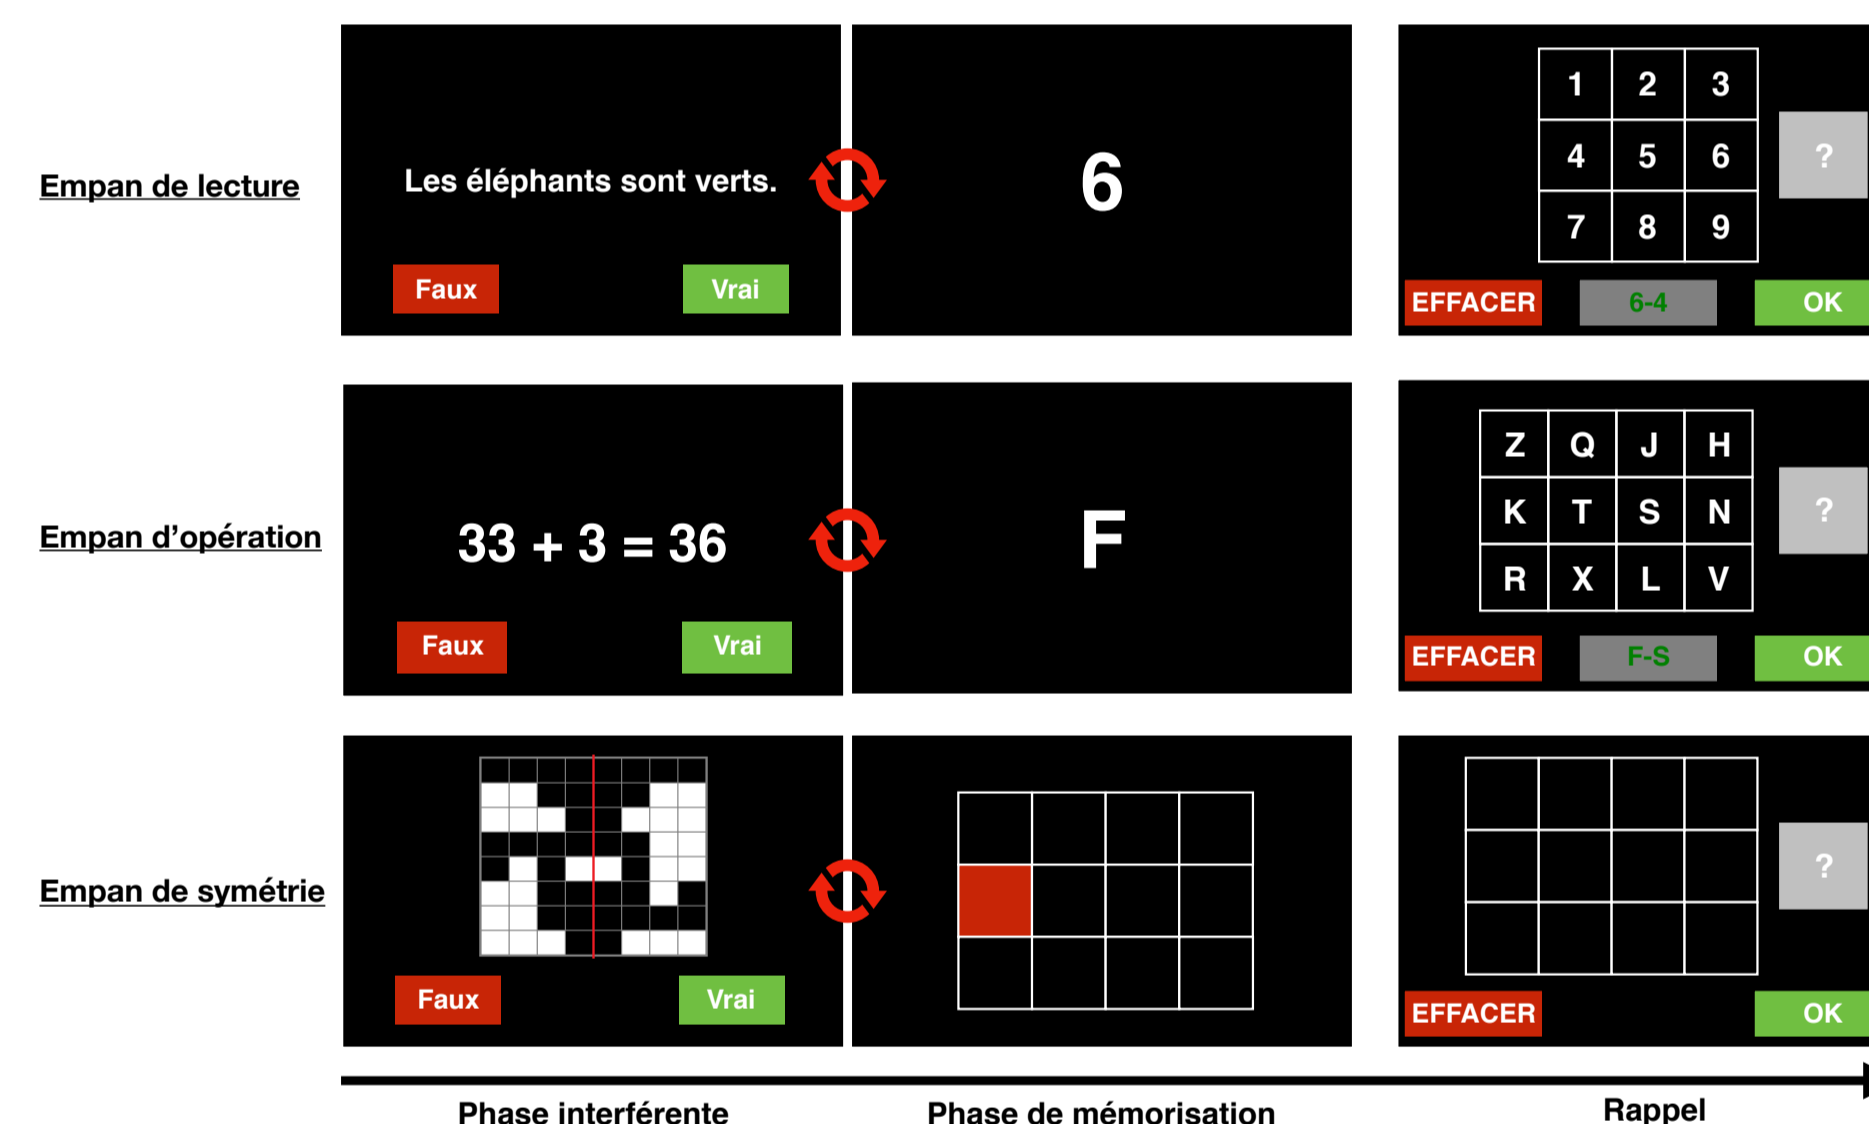 Empan de lecture
Les éléphants sont verts.
Faux
Vrai
6
1 2 3
4 5 6
7 8 9
?
EFFACER
6-4
OK
Empan d'opération
33 + 3 = 36
Faux
Vrai
F
Z Q J H
K T S N
R X L V
?
EFFACER
F-S
OK
Empan de symétrie
Faux
Vrai
?
EFFACER
OK
Phase interférente
Phase de mémorisation
Rappel